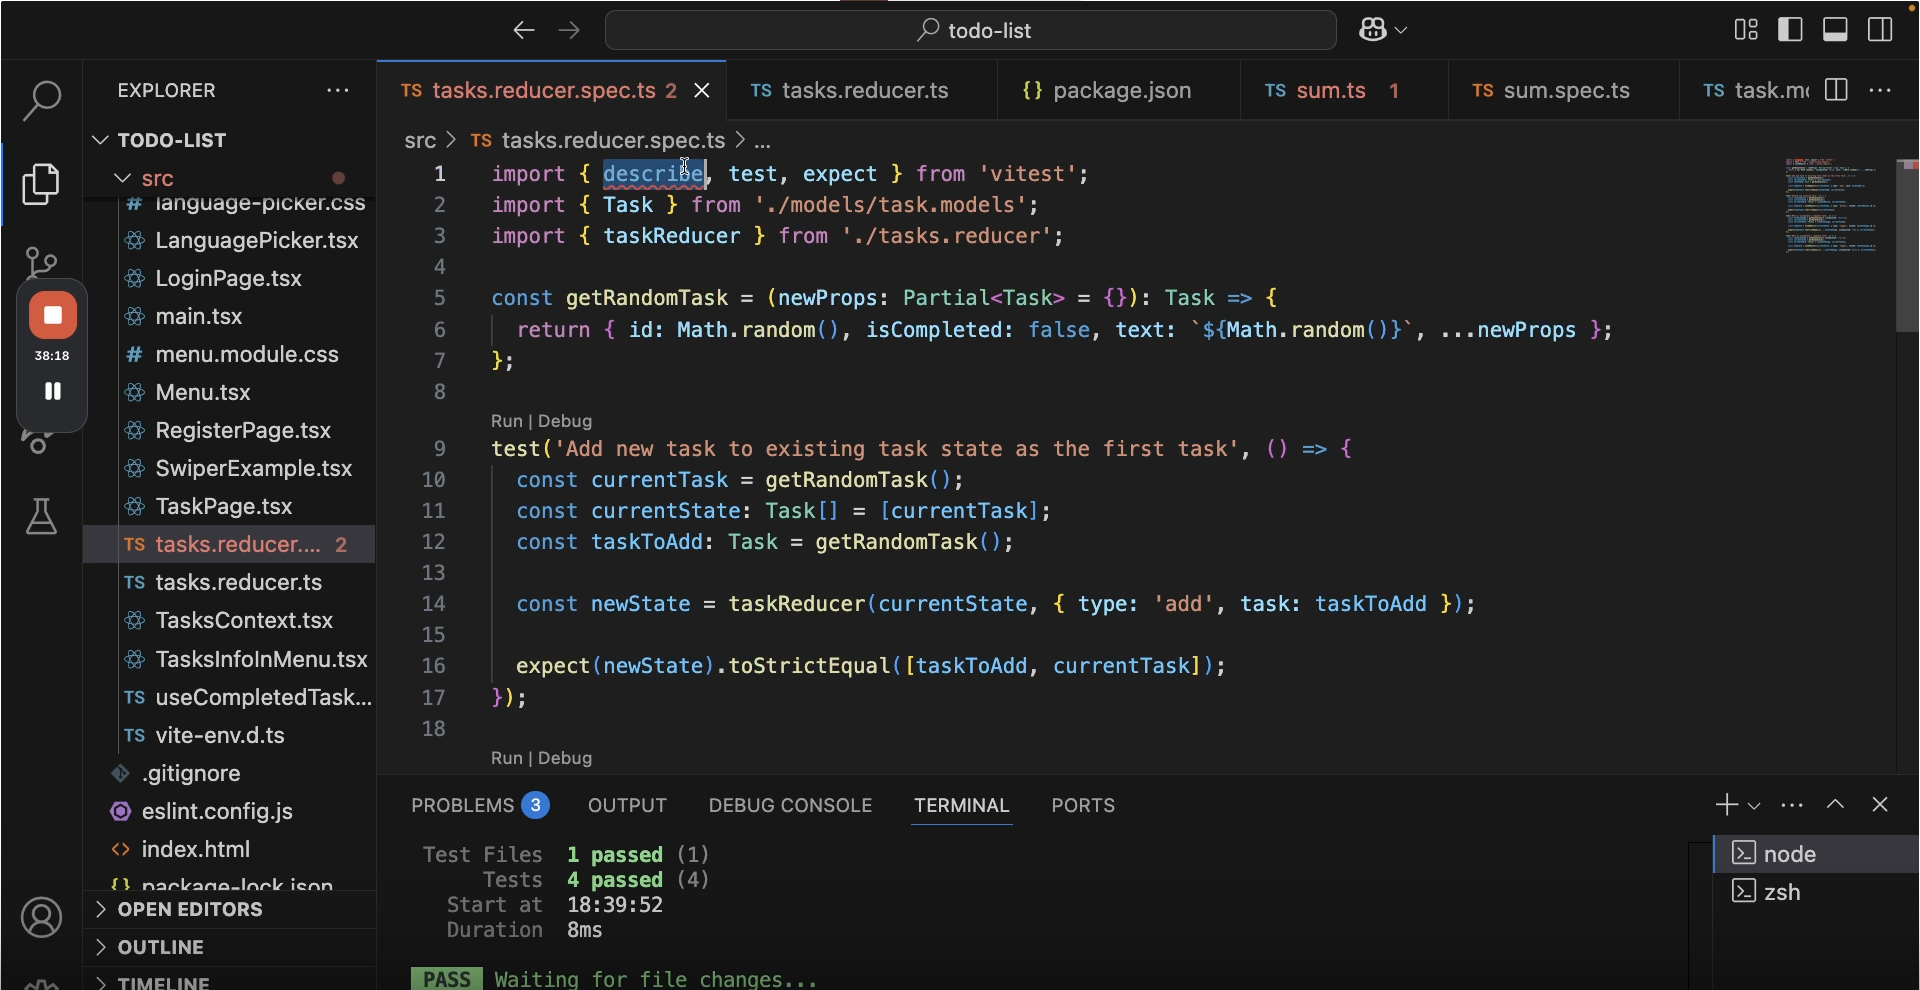 todo-list
EXPLORER
TS tasks.reducer.spec.ts 2
TS tasks.reducer.ts
{} package.json
TS sum.ts 1
TS sum.spec.ts
TS task.mo
TODO-LIST
src
# language-picker.css
LanguagePicker.tsx
LoginPage.tsx
main.tsx
# menu.module.css
Menu.tsx
RegisterPage.tsx
SwiperExample.tsx
TaskPage.tsx
TS tasks.reducer.... 2
TS tasks.reducer.ts
TasksContext.tsx
TasksInfoInMenu.tsx
TS useCompletedTask...
TS vite-env.d.ts
.gitignore
eslint.config.js
<> index.html
{} package-lock.json
OPEN EDITORS
OUTLINE
TIMELINE
38:18
src > TS tasks.reducer.spec.ts > ...
1 import { describe, test, expect } from 'vitest';
2 import { Task } from './models/task.models';
3 import { taskReducer } from './tasks.reducer';
4
5 const getRandomTask = (newProps: Partial<Task> = {}): Task => {
6 return { id: Math.random(), isCompleted: false, text: `${Math.random()}`, ...newProps };
7 };
8
Run | Debug
9 test('Add new task to existing task state as the first task', () => {
10 const currentTask = getRandomTask();
11 const currentState: Task[] = [currentTask];
12 const taskToAdd: Task = getRandomTask();
13
14 const newState = taskReducer(currentState, { type: 'add', task: taskToAdd });
15
16 expect(newState).toStrictEqual([taskToAdd, currentTask]);
17 });
18
Run | Debug
PROBLEMS 3
OUTPUT
DEBUG CONSOLE
TERMINAL
PORTS
Test Files 1 passed (1)
Tests 4 passed (4)
Start at 18:39:52
Duration 8ms
PASS Waiting for file changes...
node
zsh